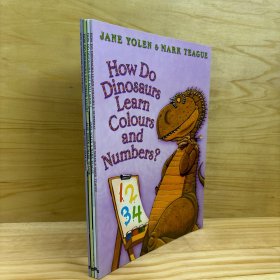 JANE YOLEN & MARK TEAGUE
How Do
Dinosaurs
Learn
Colours
and
Numbers?
1 2
3 4